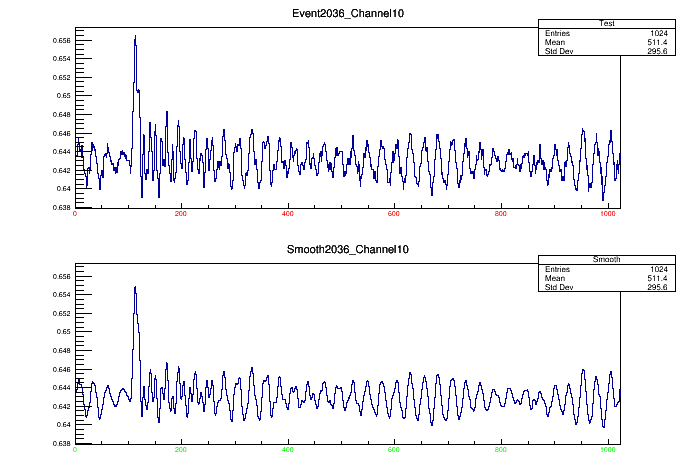 Event2036_Channel10
Test
Entries 1024
Mean 511.4
Std Dev 295.6
0.656
0.654
0.652
0.65
0.648
0.646
0.644
0.642
0.64
0.638
0 200 400 600 800 1000
Smooth2036_Channel10
Smooth
Entries 1024
Mean 511.4
Std Dev 295.6
0.656
0.654
0.652
0.65
0.648
0.646
0.644
0.642
0.64
0.638
0 200 400 600 800 1000